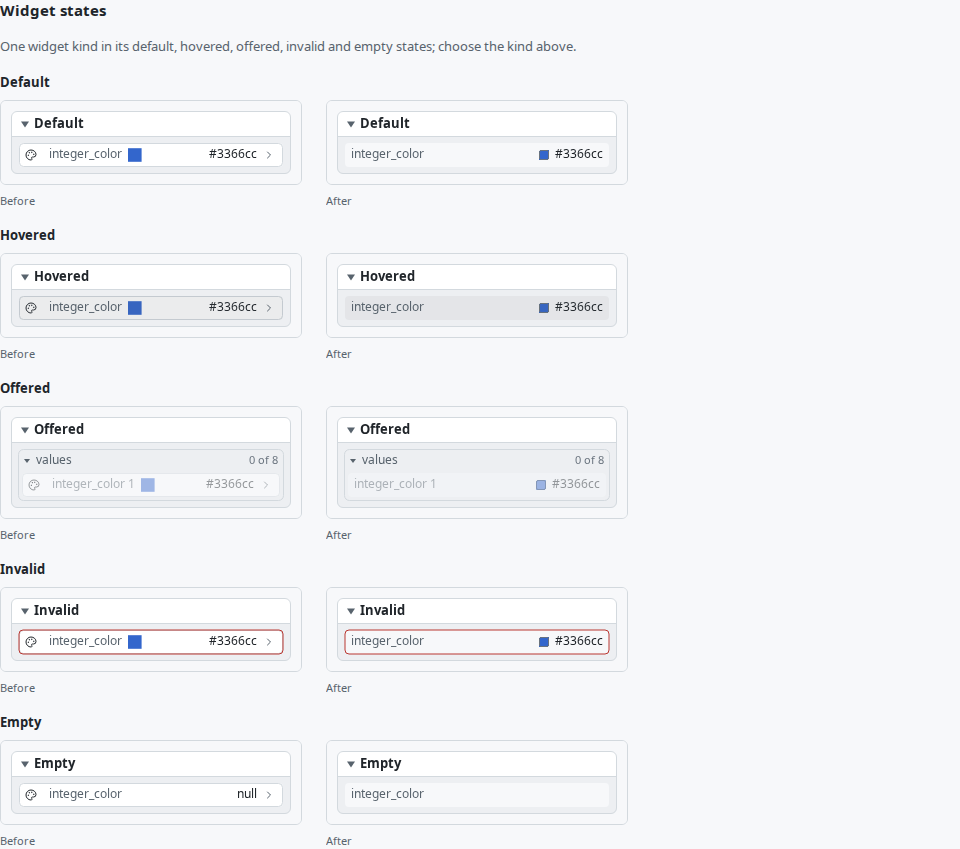 Widget states
One widget kind in its default, hovered, offered, invalid and empty states; choose the kind above.
Default
Default
integer_color #3366cc
Default
integer_color #3366cc
Before
After
Hovered
Hovered
integer_color #3366cc
Hovered
integer_color #3366cc
Before
After
Offered
Offered
values 0 of 8
integer_color 1 #3366cc
Offered
values 0 of 8
integer_color 1 #3366cc
Before
After
Invalid
Invalid
integer_color #3366cc
Invalid
integer_color #3366cc
Before
After
Empty
Empty
integer_color null
Empty
integer_color
Before
After